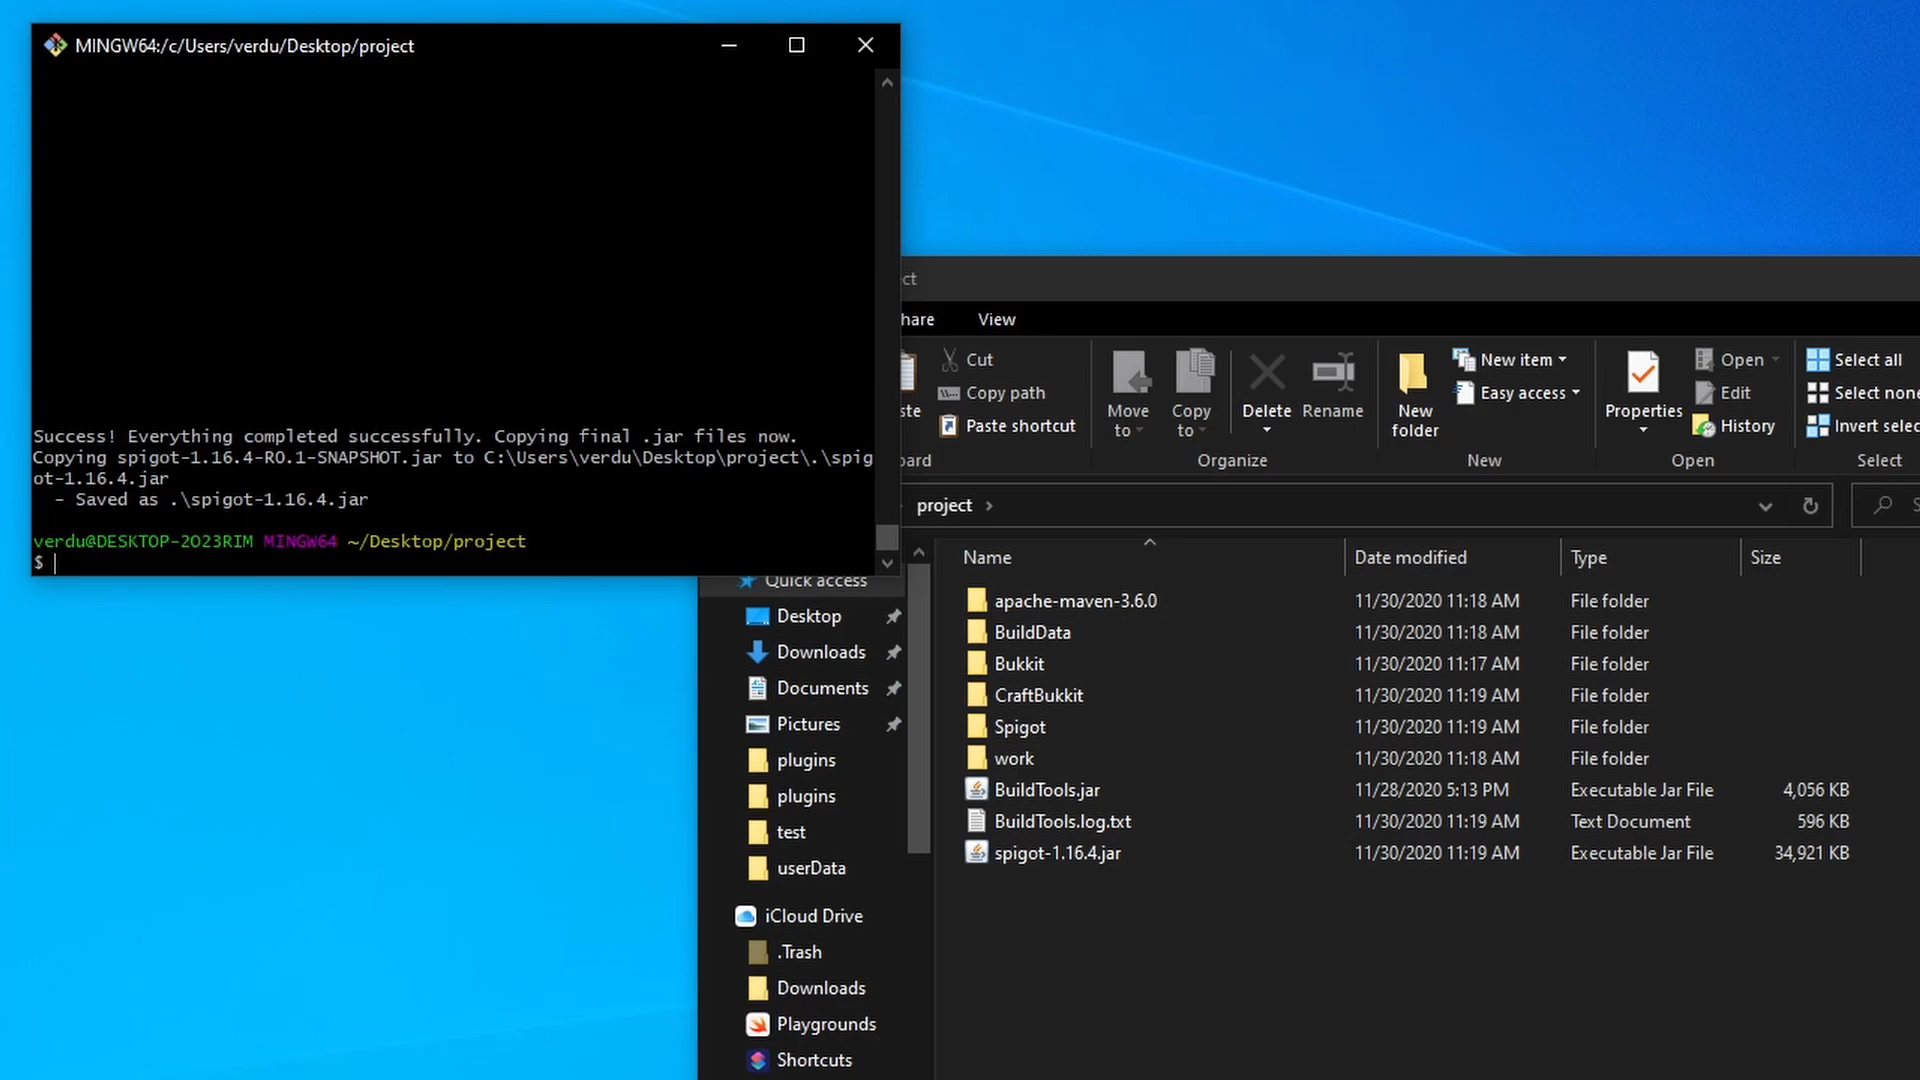 MINGW64:/c/Users/verdu/Desktop/project
Success! Everything completed successfully. Copying final .jar files now.
Copying spigot-1.16.4-R0.1-SNAPSHOT.jar to C:\Users\verdu\Desktop\project\.\spig
ot-1.16.4.jar
  - Saved as .\spigot-1.16.4.jar
verdu@DESKTOP-2O23RIM MINGW64 ~/Desktop/project
$
ct
hare View
Cut
Copy path
Paste shortcut
ste
ard
Move to
Copy to
Delete
Rename
Organize
New folder
New item
Easy access
New
Properties
Open
Edit
History
Open
Select all
Select none
Invert selec
Select
project
S
Name Date modified Type Size
apache-maven-3.6.0 11/30/2020 11:18 AM File folder
BuildData 11/30/2020 11:18 AM File folder
Bukkit 11/30/2020 11:17 AM File folder
CraftBukkit 11/30/2020 11:19 AM File folder
Spigot 11/30/2020 11:19 AM File folder
work 11/30/2020 11:18 AM File folder
BuildTools.jar 11/28/2020 5:13 PM Executable Jar File 4,056 KB
BuildTools.log.txt 11/30/2020 11:19 AM Text Document 596 KB
spigot-1.16.4.jar 11/30/2020 11:19 AM Executable Jar File 34,921 KB
Quick access
Desktop
Downloads
Documents
Pictures
plugins
plugins
test
userData
iCloud Drive
.Trash
Downloads
Playgrounds
Shortcuts